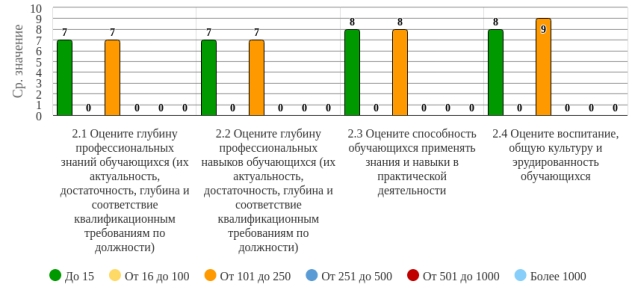 Ср. значение
10
9
8
7
6
5
4
3
2
1
0
7 0 7 0 0 0
7 0 7 0 0 0
8 0 8 0 0 0
8 0 9 0 0 0
2.1 Оцените глубину
профессиональных
знаний обучающихся (их
актуальность,
достаточность, глубина и
соответствие
квалификационным
требованиям по
должности)
2.2 Оцените глубину
профессиональных
навыков обучающихся (их
актуальность,
достаточность, глубина и
соответствие
квалификационным
требованиям по
должности)
2.3 Оцените способность
обучающихся применять
знания и навыки в
практической
деятельности
2.4 Оцените воспитание,
общую культуру и
эрудированность
обучающихся
До 15 От 16 до 100 От 101 до 250 От 251 до 500 От 501 до 1000 Более 1000